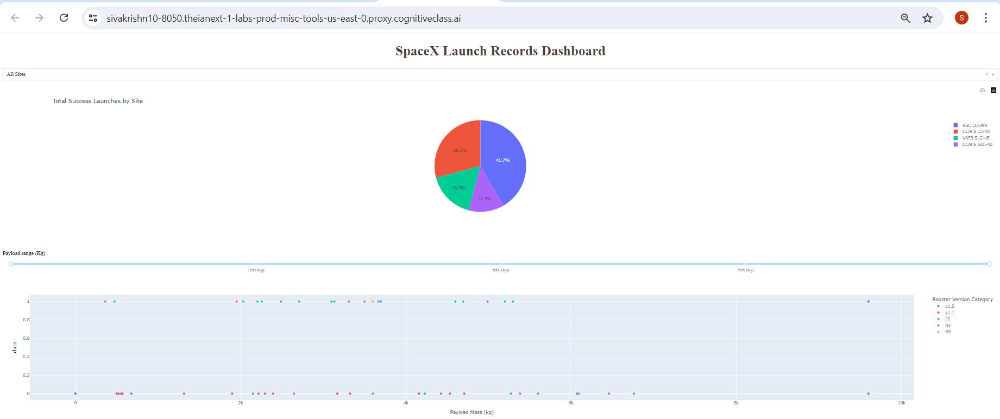 sivakrishn10-8050.theianext-1-labs-prod-misc-tools-us-east-0.proxy.cognitiveclass.ai
S
SpaceX Launch Records Dashboard
All Sites
Total Success Launches by Site
KSC LC-39A
CCAFS LC-40
VAFB SLC-4E
CCAFS SLC-40
29.2%
41.7%
16.7%
12.5%
Payload range (Kg):
2500 (Kg)
5000 (Kg)
7500 (Kg)
Booster Version Category
v1.0
v1.1
FT
B4
B5
class
1
0.8
0.6
0.4
0.2
0
0
2k
4k
6k
8k
10k
Payload Mass (kg)